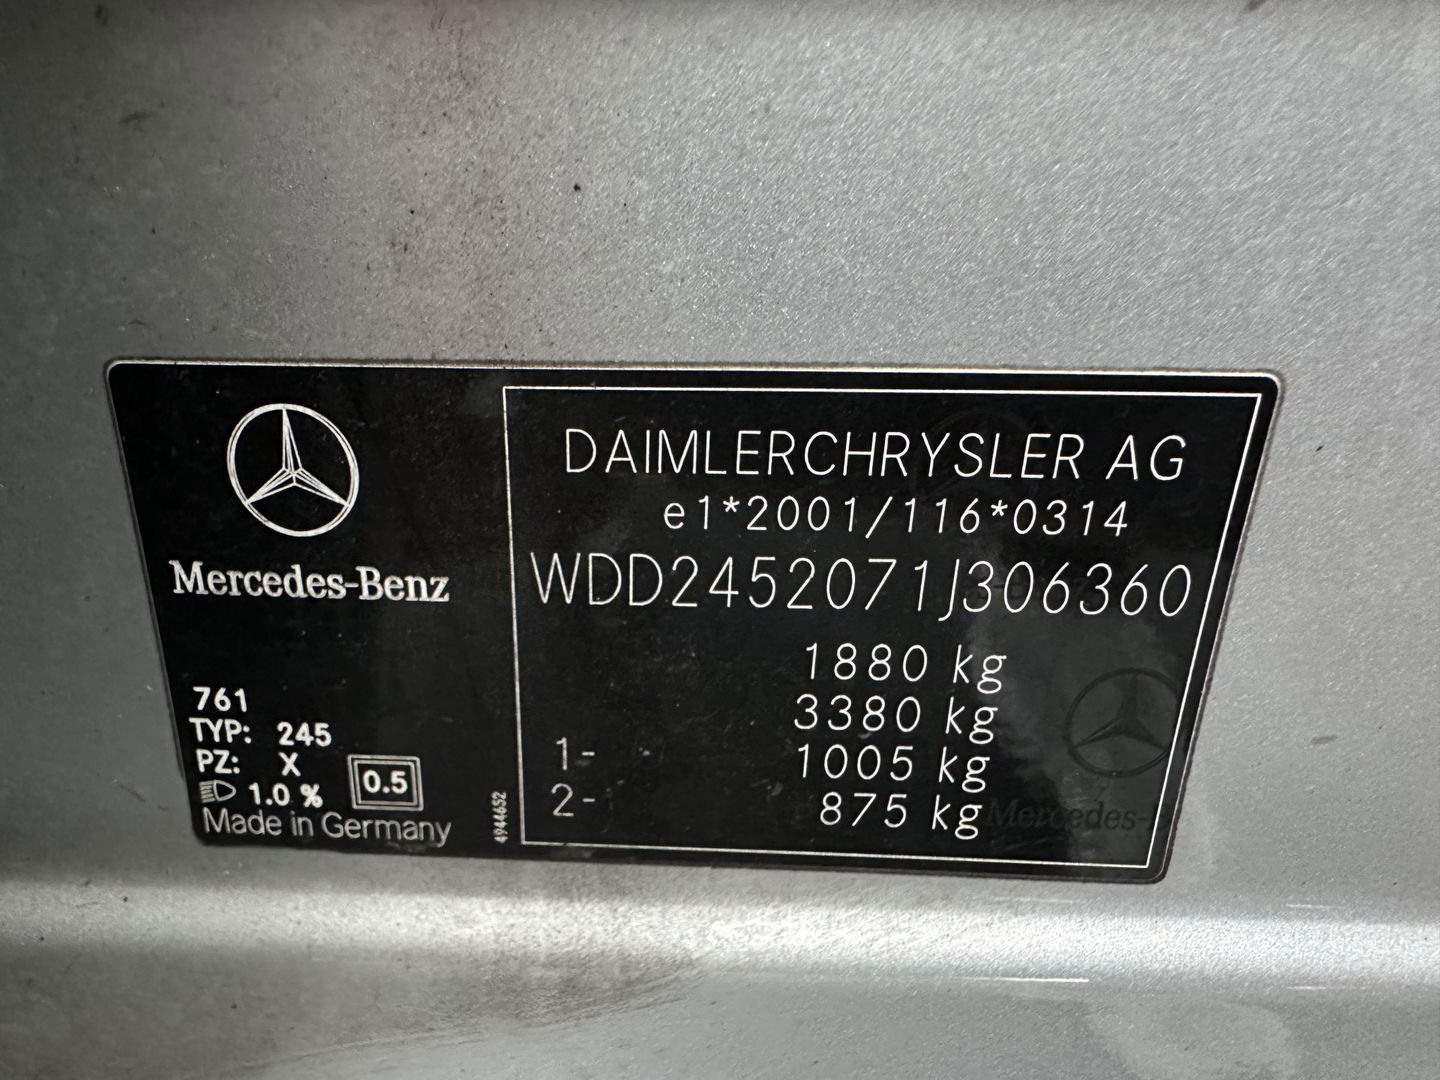 Mercedes-Benz
761
TYP: 245
PZ: X
1.0 % 0.5
Made in Germany
4944652
DAIMLERCHRYSLER AG
e1*2001/116*0314
WDD2452071J306360
1880 kg
3380 kg
1- 1005 kg
2- 875 kg
Mercedes-B